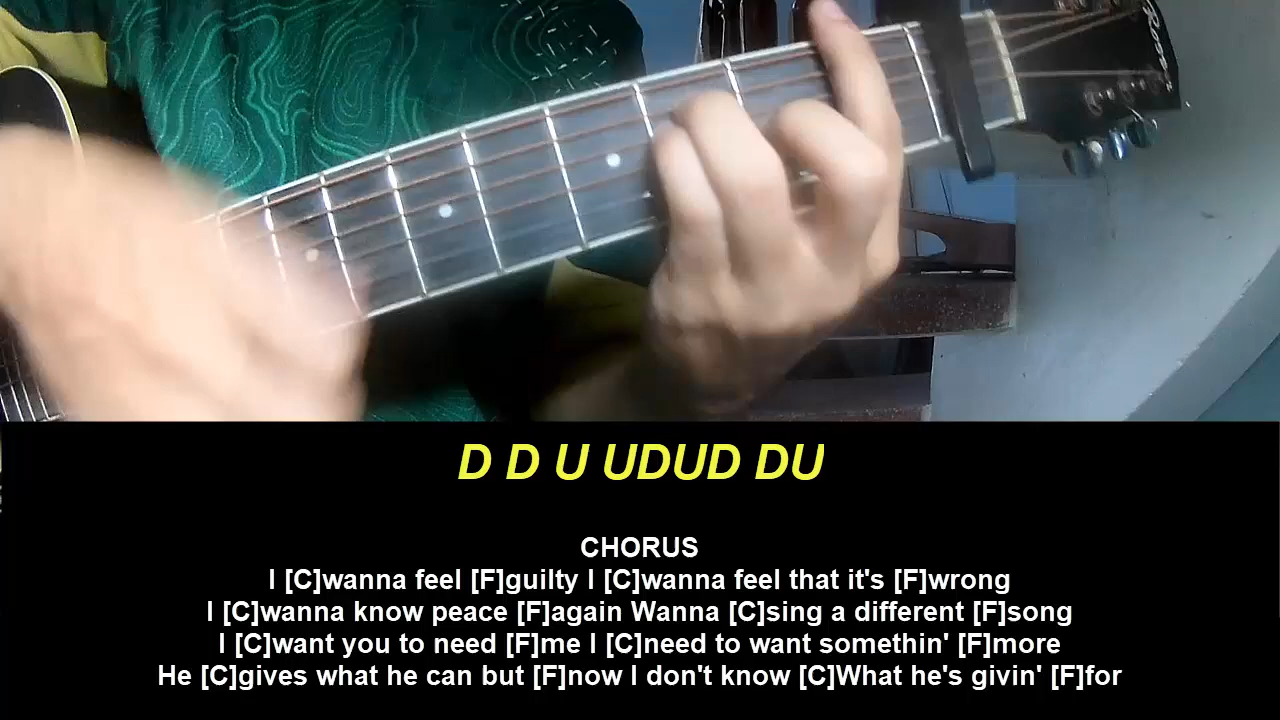 D D U UDUD DU
CHORUS
I [C]wanna feel [F]guilty I [C]wanna feel that it's [F]wrong
I [C]wanna know peace [F]again Wanna [C]sing a different [F]song
I [C]want you to need [F]me I [C]need to want somethin' [F]more
He [C]gives what he can but [F]now I don't know [C]What he's givin' [F]for